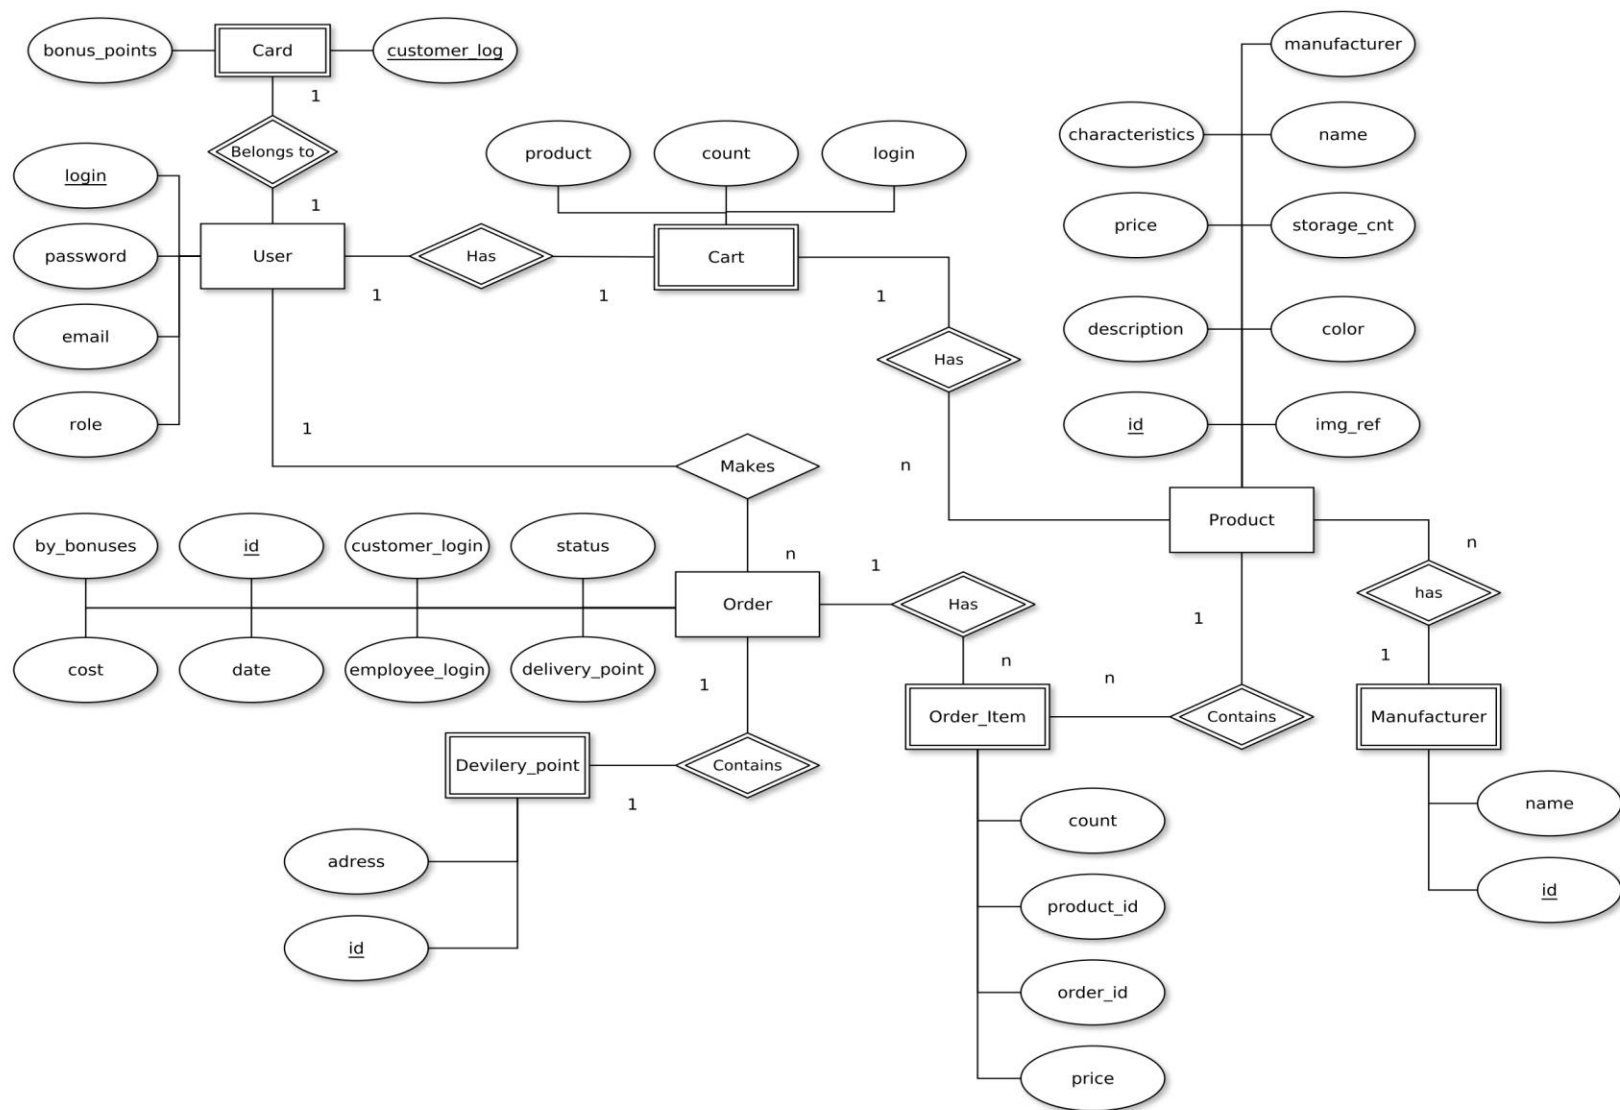 bonus_points
Card
customer_log
manufacturer
1
Belongs to
product
count
login
characteristics
name
login
1
price
storage_cnt
password
User
Has
Cart
1
1
1
email
description
color
Has
role
1
id
img_ref
Makes
n
Product
by_bonuses
id
customer_login
status
n
1
n
Order
Has
has
1
cost
date
employee_login
delivery_point
n
1
n
1
Order_Item
Contains
Manufacturer
Devilery_point
Contains
1
name
count
adress
id
product_id
id
order_id
price